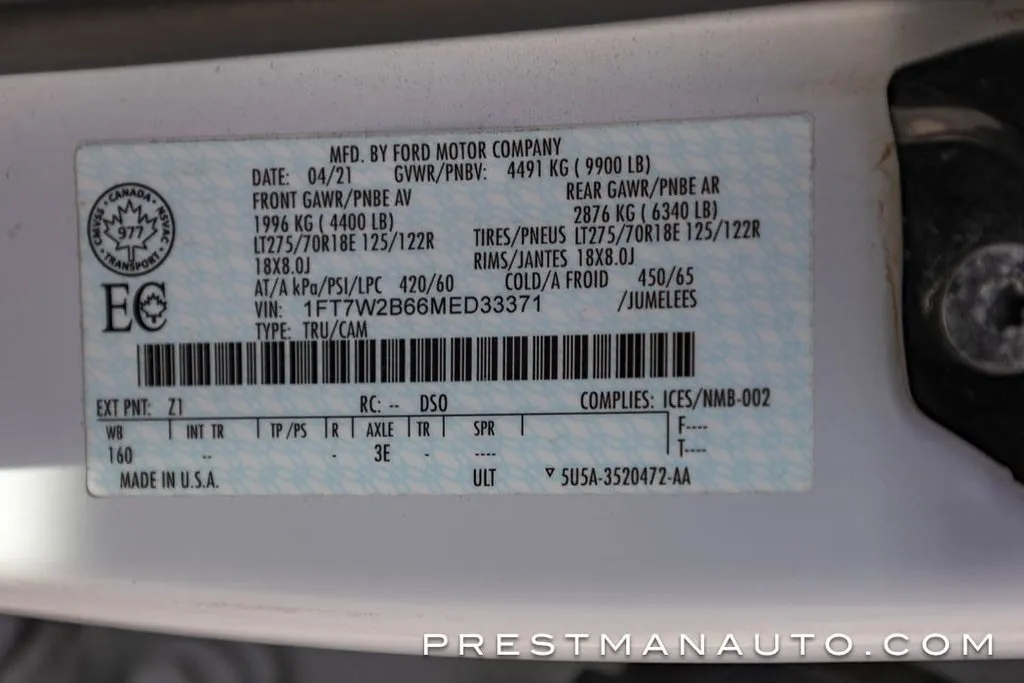 MFD. BY FORD MOTOR COMPANY
DATE: 04/21 GVWR/PNBV: 4491 KG ( 9900 LB)
FRONT GAWR/PNBE AV REAR GAWR/PNBE AR
1996 KG ( 4400 LB) 2876 KG ( 6340 LB)
LT275/70R18E 125/122R TIRES/PNEUS LT275/70R18E 125/122R
18X8.0J RIMS/JANTES 18X8.0J
AT/A kPa/PSI/LPC 420/60 COLD/A FROID 450/65
VIN: 1FT7W2B66MED33371 /JUMELEES
TYPE: TRU/CAM
CANADA
CMVSS NSVAC
977
TRANSPORT
EC
EXT PNT: Z1 RC: -- DSO COMPLIES: ICES/NMB-002
WB INT TR TP/PS R AXLE TR SPR F----
160 -- - 3E - ---- T----
MADE IN U.S.A. ULT 5U5A-3520472-AA
PRESTMANAUTO.COM